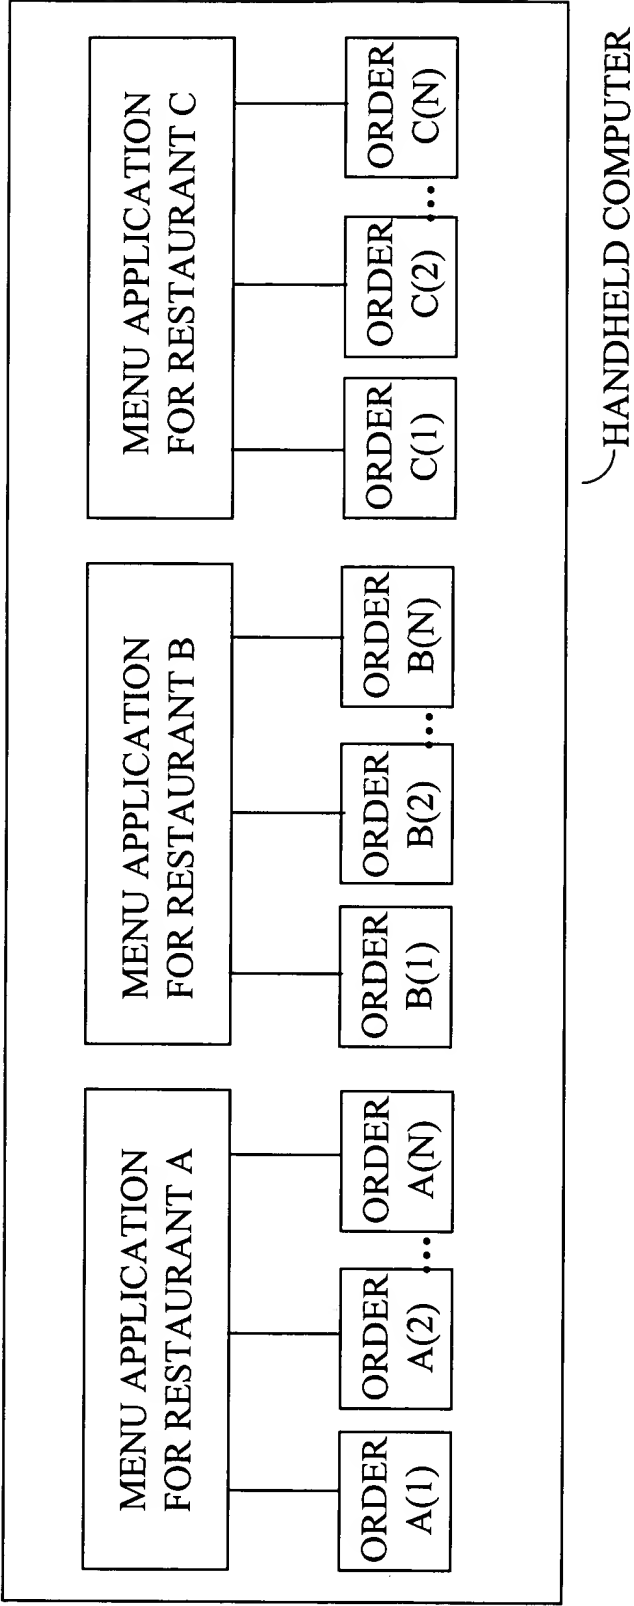 MENU APPLICATION
FOR RESTAURANT A
ORDER
A(1)
ORDER
A(2)
...
ORDER
A(N)
MENU APPLICATION
FOR RESTAURANT B
ORDER
B(1)
ORDER
B(2)
...
ORDER
B(N)
MENU APPLICATION
FOR RESTAURANT C
ORDER
C(1)
ORDER
C(2)
...
ORDER
C(N)
HANDHELD COMPUTER